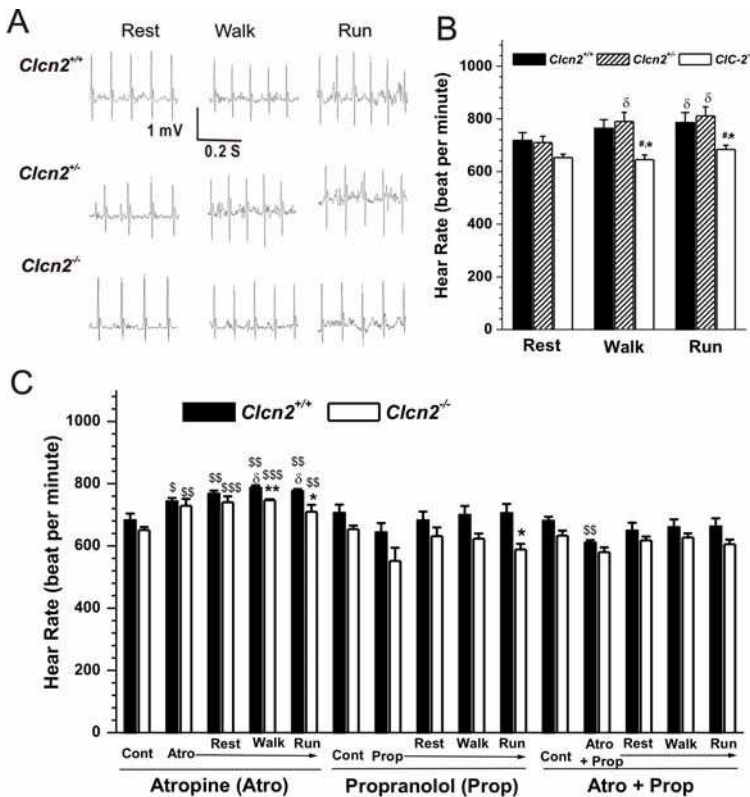 A
Rest Walk Run
Clcn2+/+
1 mV
0.2 S
Clcn2+/-
Clcn2-/-
B
Clcn2+/+ Clcn2+/- ClC-2-
Hear Rate (beat per minute)
1000
800
600
400
200
0
δ
#,*
δ δ
#*
Rest Walk Run
C
Clcn2+/+ Clcn2-/-
Hear Rate (beat per minute)
1000
800
600
400
200
0
$ $$
$$ $$$
$$ δ $$$ **
$$ δ $$ *
*
$$
Cont Atro Rest Walk Run
Cont Prop Rest Walk Run
Cont Atro + Prop Rest Walk Run
Atropine (Atro) Propranolol (Prop) Atro + Prop